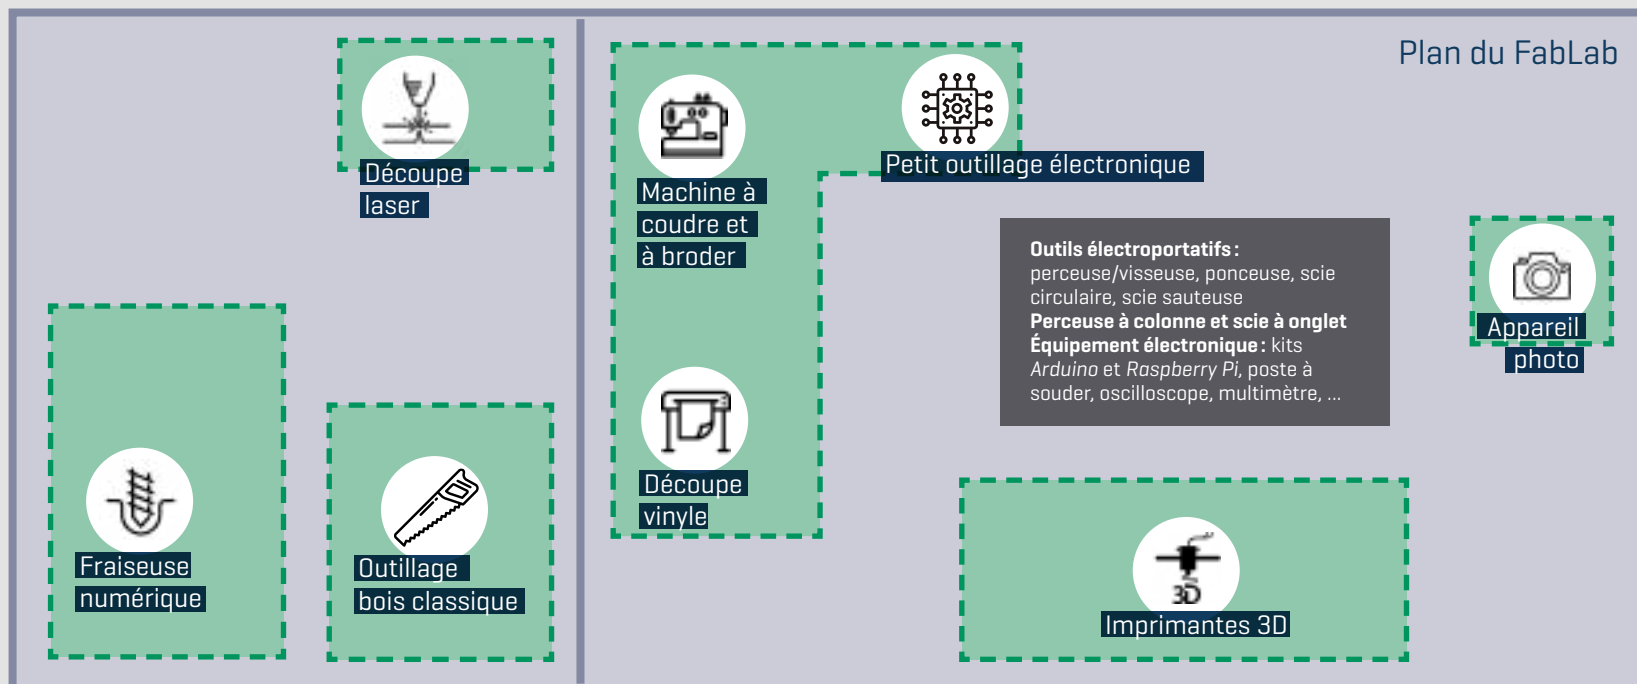 Plan du FabLab
Découpe
laser
Machine à
coudre et
à broder
Petit outillage électronique
Outils électroportatifs :
perceuse/visseuse, ponceuse, scie
circulaire, scie sauteuse
Perceuse à colonne et scie à onglet
Équipement électronique : kits
Arduino et Raspberry Pi, poste à
souder, oscilloscope, multimètre, ...
Appareil
photo
Découpe
vinyle
Fraiseuse
numérique
Outillage
bois classique
3D
Imprimantes 3D